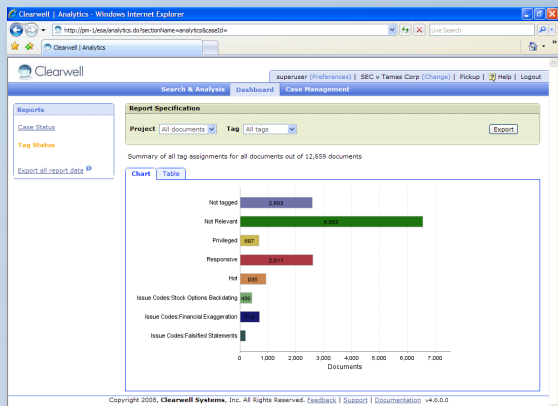 Clearwell | Analytics - Windows Internet Explorer
http://pm-1/esa/analytics.do?sectionName=analytics&caseId=
Live Search
Clearwell | Analytics
Clearwell
superuser (Preferences) | SEC v Tamas Corp (Change) | Pickup | Help | Logout
Search & Analysis Dashboard Case Management
Reports
Case Status
Tag Status
Export all report data
Report Specification
Project All documents Tag All tags Export
Summary of all tag assignments for all documents out of 12,659 documents
Chart Table
Not tagged 2,603
Not Relevant
Privileged 687
Responsive 2,611
Hot 935
Issue Codes:Stock Options Backdating 439
Issue Codes:Financial Exaggeration
Issue Codes:Falsified Statements
0 1,000 2,000 3,000 4,000 5,000 6,000 7,000
Documents
Copyright 2008, Clearwell Systems, Inc. All Rights Reserved. Feedback | Support | Documentation v4.0.0.0